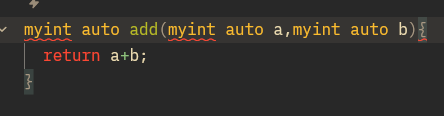 myint auto add(myint auto a,myint auto b){
return a+b;
}